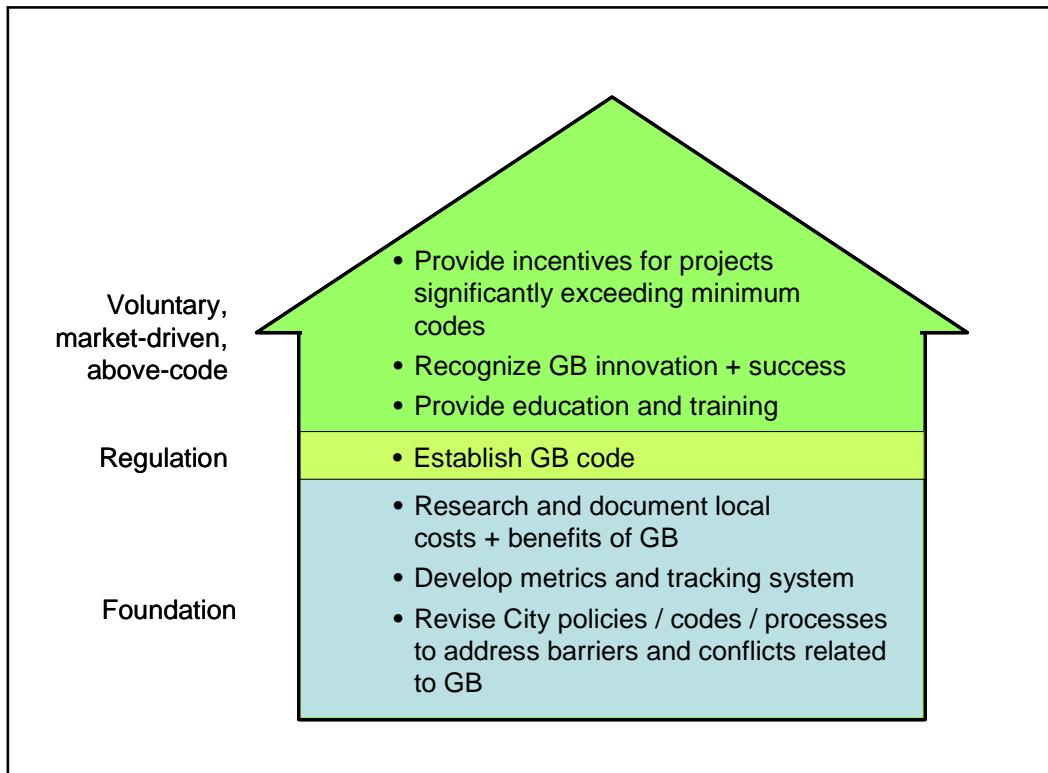 Voluntary,
market-driven,
above-code
• Provide incentives for projects
significantly exceeding minimum
codes
• Recognize GB innovation + success
• Provide education and training
Regulation
• Establish GB code
Foundation
• Research and document local
costs + benefits of GB
• Develop metrics and tracking system
• Revise City policies / codes / processes
to address barriers and conflicts related
to GB